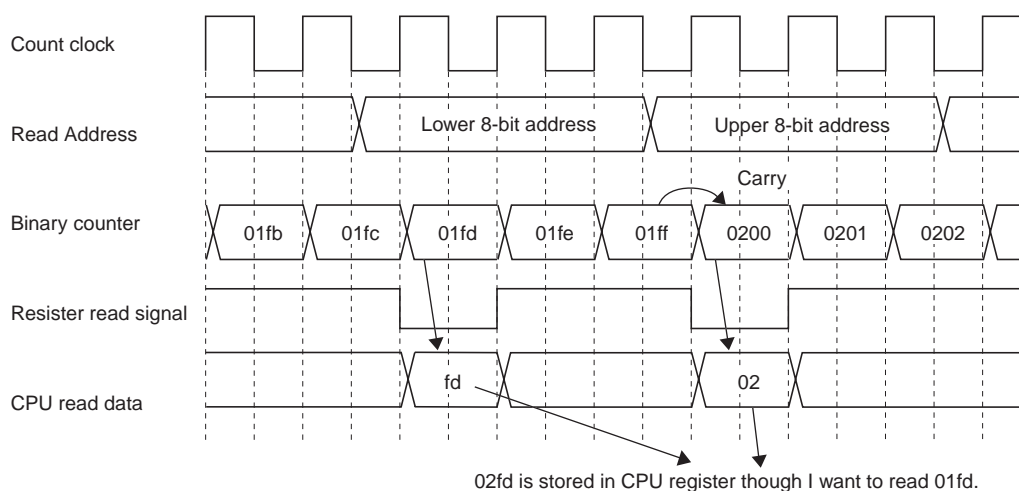 Count clock
Read Address
Lower 8-bit address
Upper 8-bit address
Carry
Binary counter
01fb
01fc
01fd
01fe
01ff
0200
0201
0202
Resister read signal
CPU read data
fd
02
02fd is stored in CPU register though I want to read 01fd.